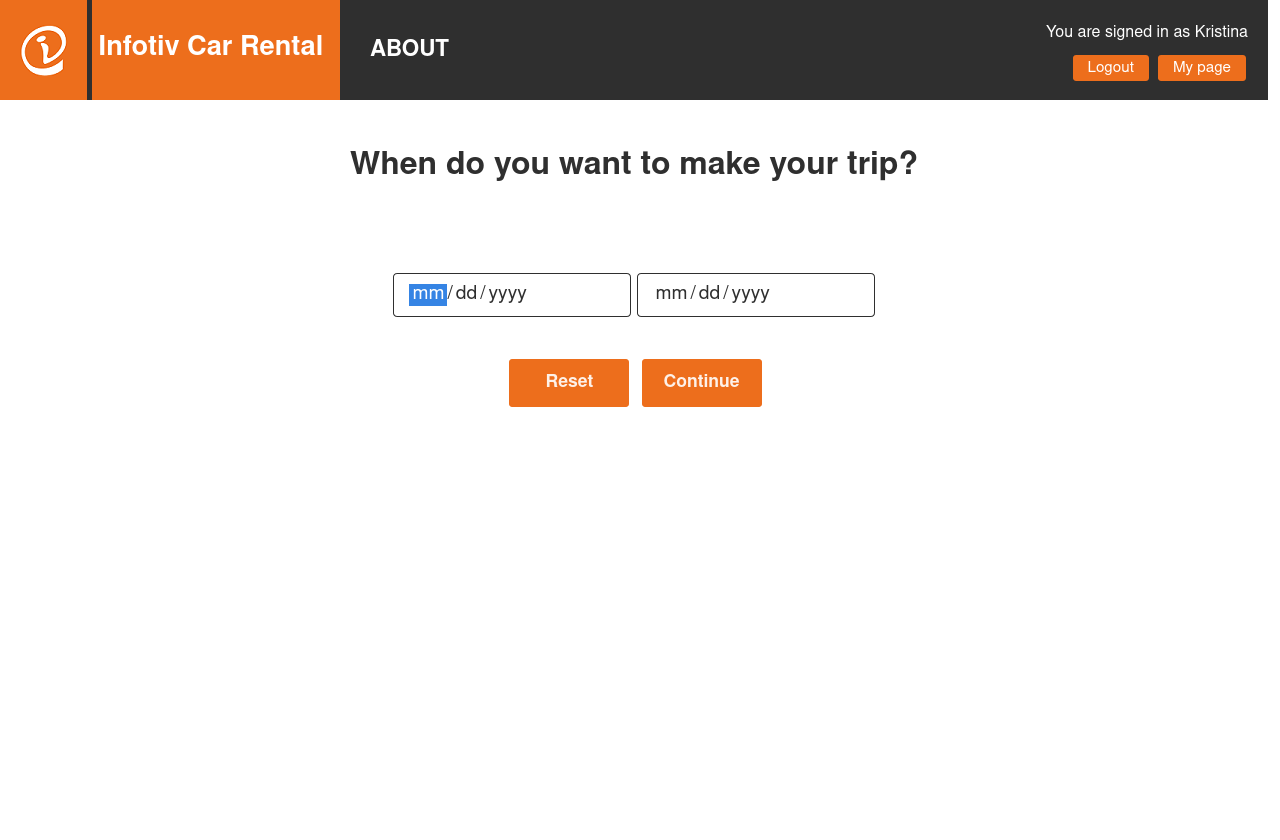 Infotiv Car Rental
ABOUT
You are signed in as Kristina
Logout My page
When do you want to make your trip?
mm/dd/yyyy mm/dd/yyyy
Reset Continue